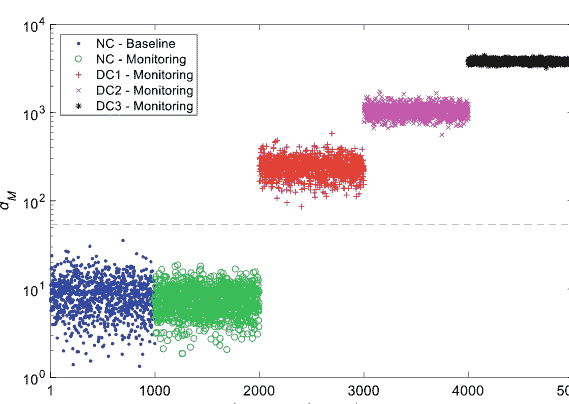 10^4
NC - Baseline
NC - Monitoring
DC1 - Monitoring
DC2 - Monitoring
DC3 - Monitoring
10^3
10^2
d_M
10^1
10^0
1 1000 2000 3000 4000